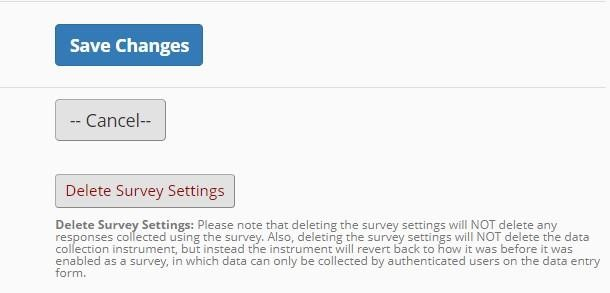 Save Changes
-- Cancel--
Delete Survey Settings
Delete Survey Settings: Please note that deleting the survey settings will NOT delete any
responses collected using the survey. Also, deleting the survey settings will NOT delete the data
collection instrument, but instead the instrument will revert back to how it was before it was
enabled as a survey, in which data can only be collected by authenticated users on the data entry
form.